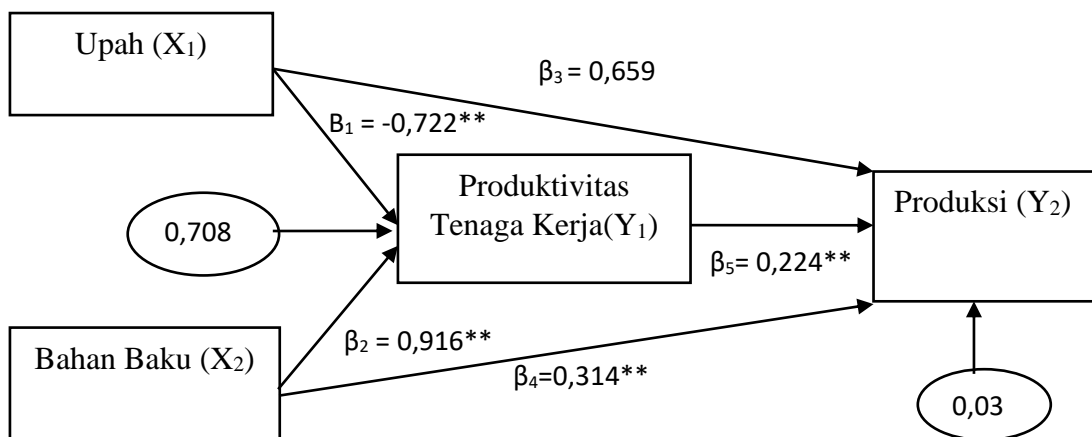 Upah (X₁)
β₃ = 0,659
B₁ = -0,722**
Produktivitas
Tenaga Kerja(Y₁)
Produksi (Y₂)
0,708
β₅= 0,224**
β₂ = 0,916**
Bahan Baku (X₂)
β₄=0,314**
0,03